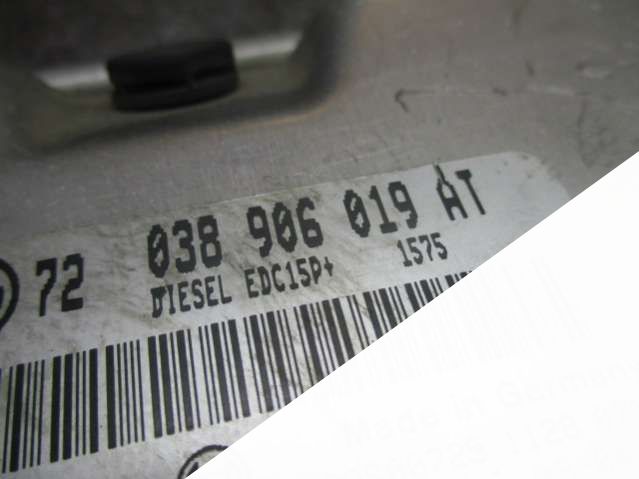 72 038 906 019 AT
DIESEL EDC15P+ 1575
Made in Germany